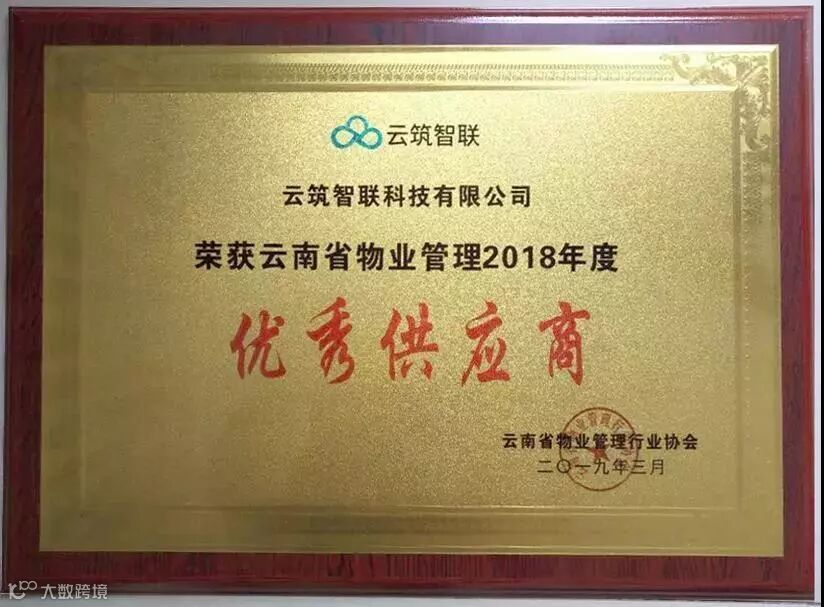 云筑智联
云筑智联科技有限公司
荣获云南省物业管理2018年度
优秀供应商
云南省物业管理行业协会
二〇一九年三月
大数跨境